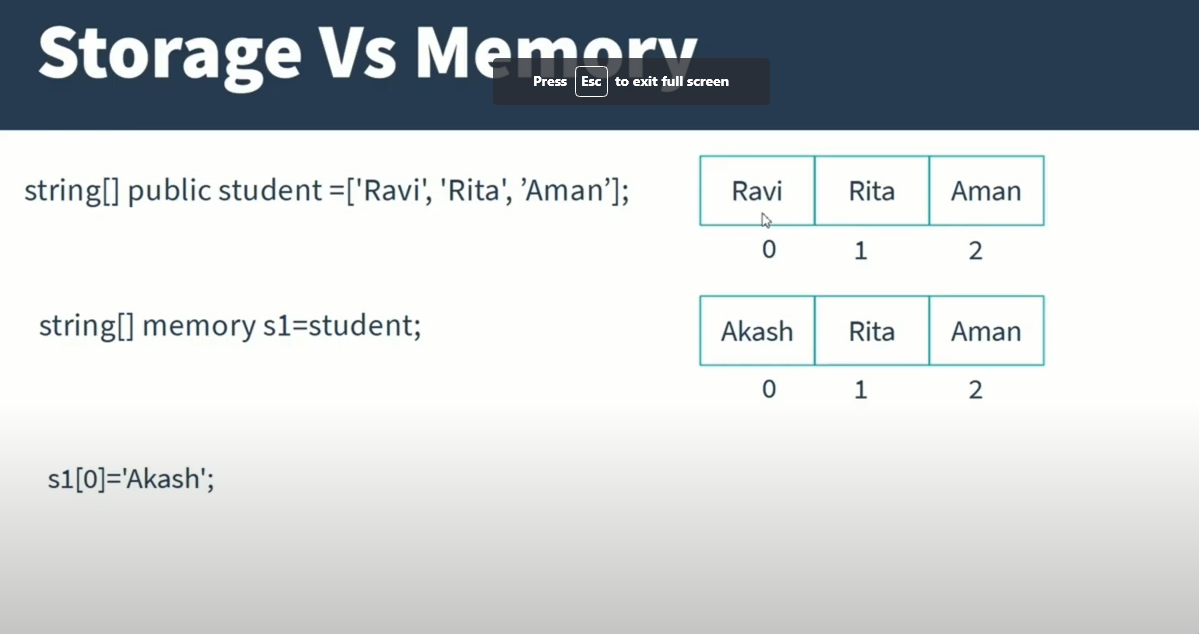 Storage Vs Memory
Press Esc to exit full screen
string[] public student =['Ravi', 'Rita', ’Aman’];
Ravi Rita Aman
0 1 2
string[] memory s1=student;
Akash Rita Aman
0 1 2
s1[0]='Akash';